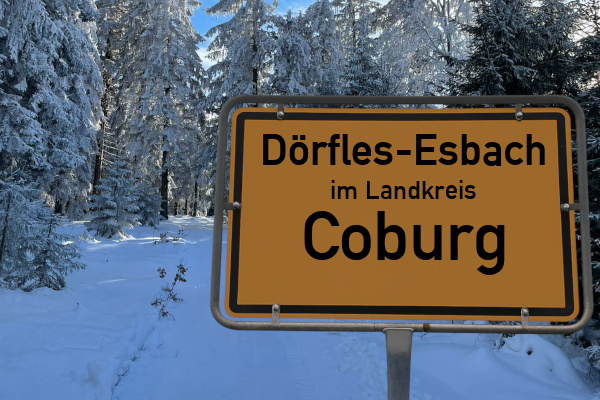 Dörfles-Esbach
im Landkreis
Coburg